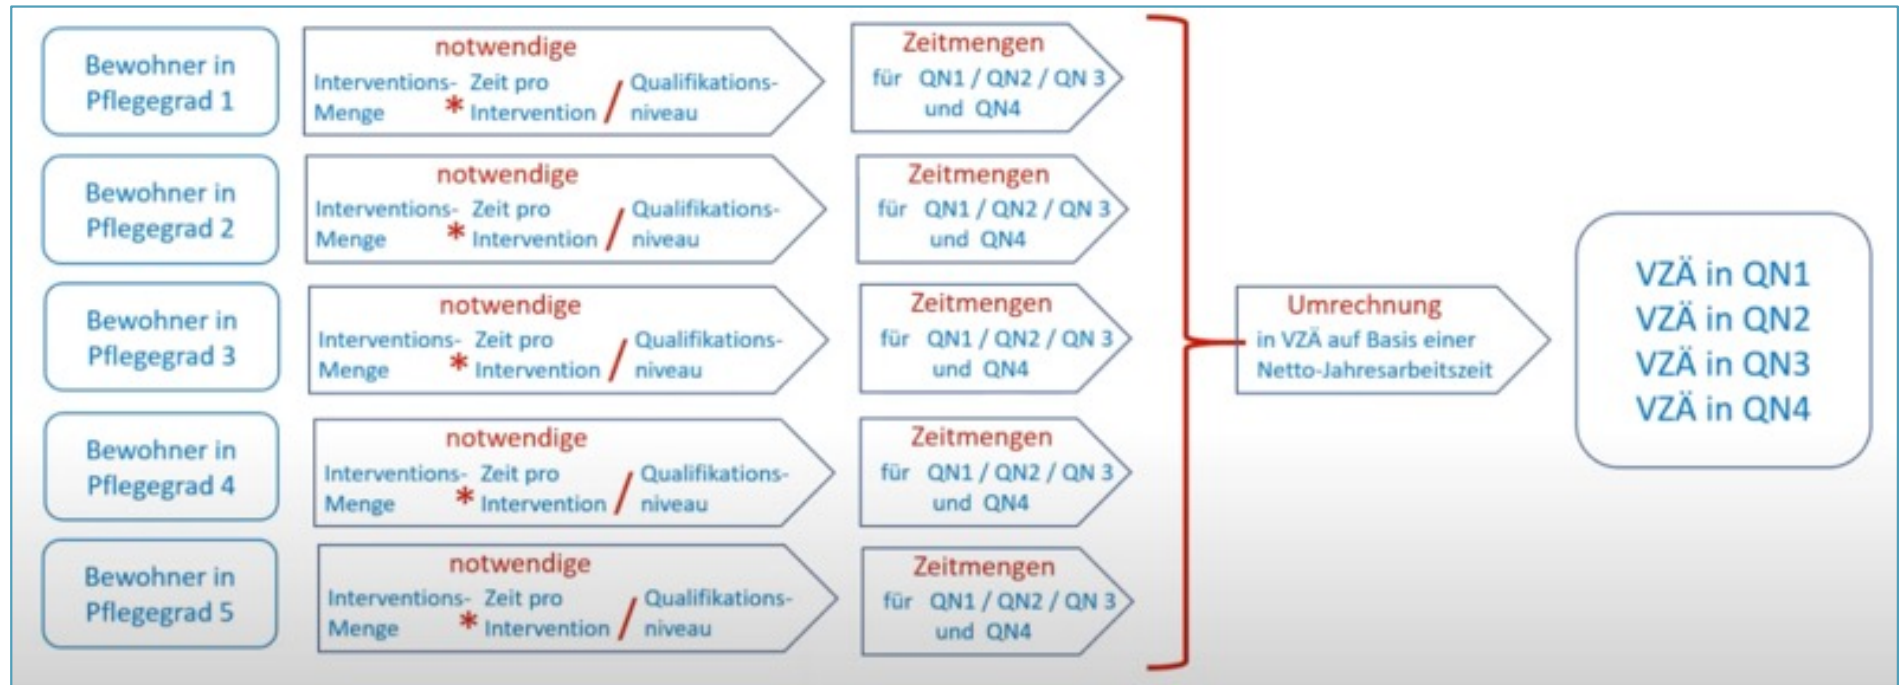 Bewohner in
Pflegegrad 1
notwendige
Interventions- Zeit pro / Qualifikations-
Menge * Intervention niveau
Zeitmengen
für QN1 / QN2 / QN 3
und QN4
Bewohner in
Pflegegrad 2
notwendige
Interventions- Zeit pro / Qualifikations-
Menge * Intervention niveau
Zeitmengen
für QN1 / QN2 / QN 3
und QN4
Bewohner in
Pflegegrad 3
notwendige
Interventions- Zeit pro / Qualifikations-
Menge * Intervention niveau
Zeitmengen
für QN1 / QN2 / QN 3
und QN4
Bewohner in
Pflegegrad 4
notwendige
Interventions- Zeit pro / Qualifikations-
Menge * Intervention niveau
Zeitmengen
für QN1 / QN2 / QN 3
und QN4
Bewohner in
Pflegegrad 5
notwendige
Interventions- Zeit pro / Qualifikations-
Menge * Intervention niveau
Zeitmengen
für QN1 / QN2 / QN 3
und QN4
Umrechnung
in VZÄ auf Basis einer
Netto-Jahresarbeitszeit
VZÄ in QN1
VZÄ in QN2
VZÄ in QN3
VZÄ in QN4